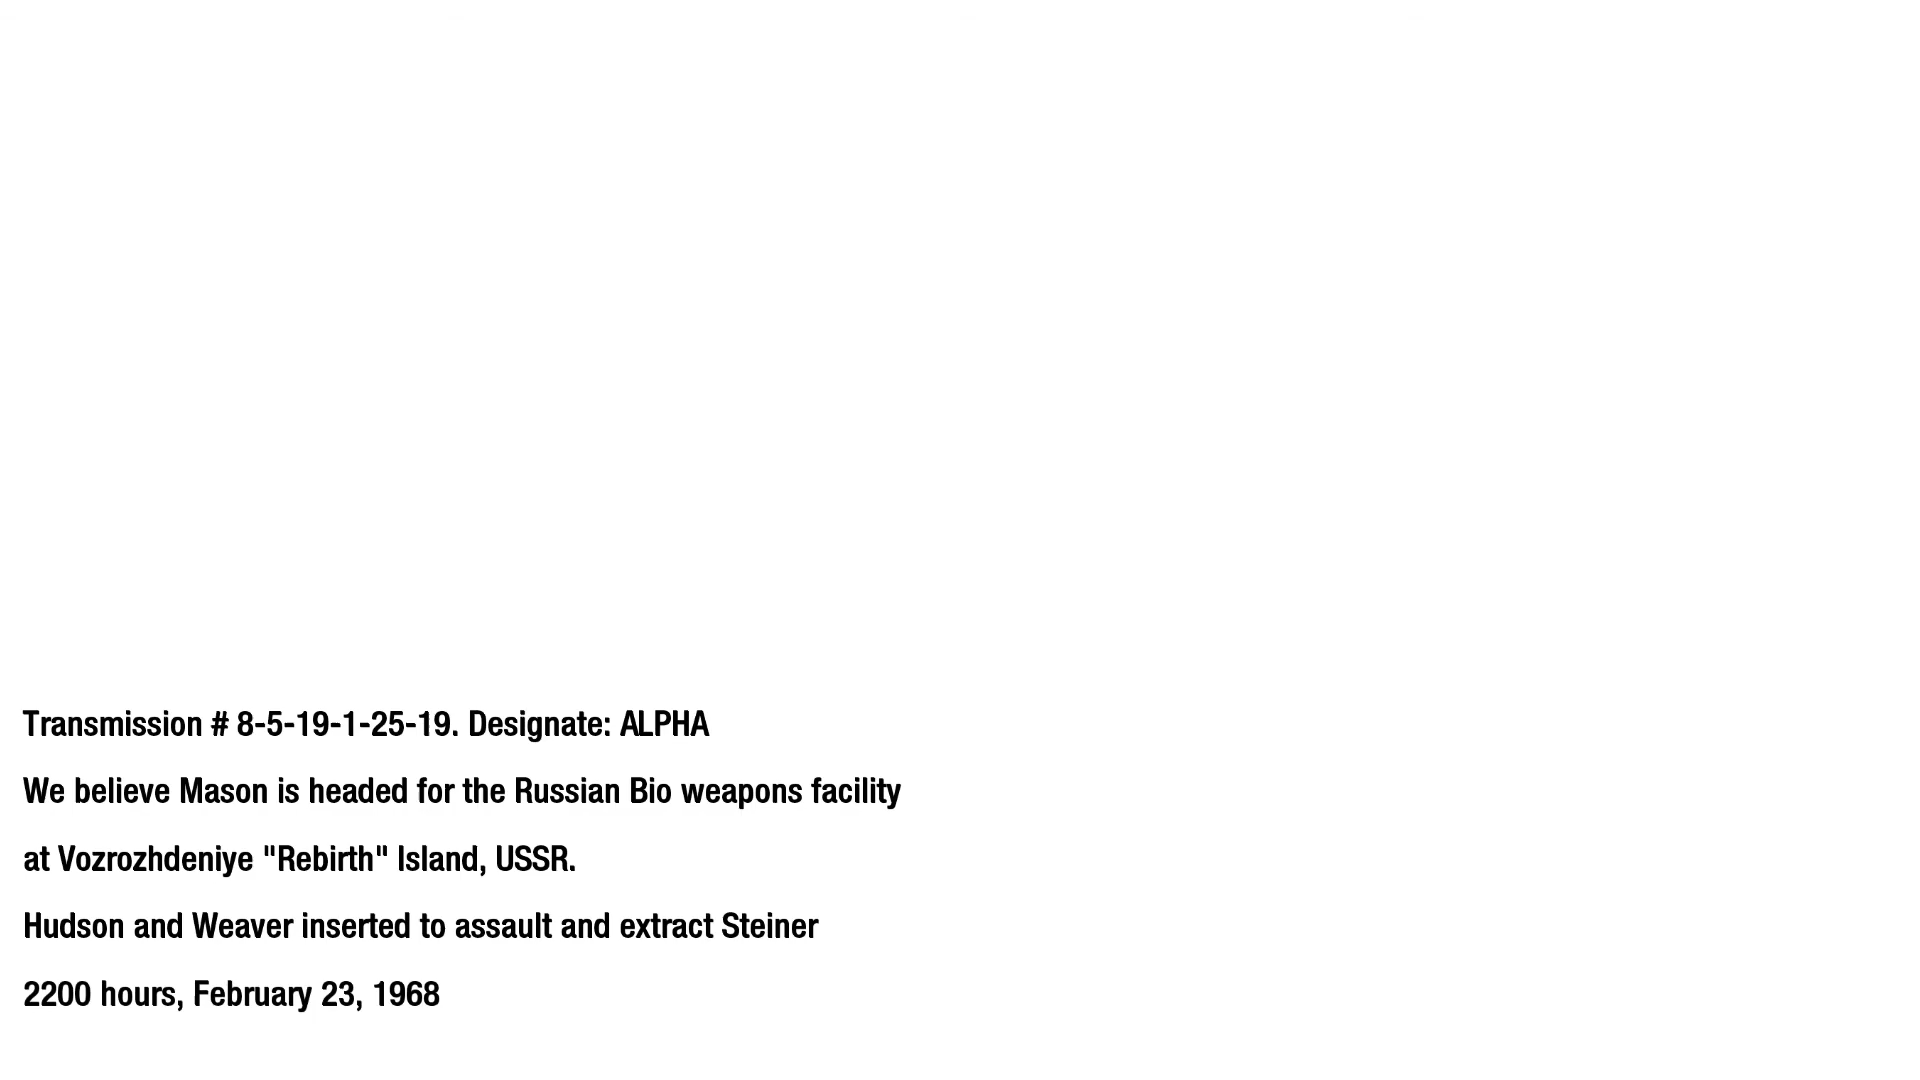 Transmission # 8-5-19-1-25-19. Designate: ALPHA
We believe Mason is headed for the Russian Bio weapons facility
at Vozrozhdeniye "Rebirth" Island, USSR.
Hudson and Weaver inserted to assault and extract Steiner
2200 hours, February 23, 1968